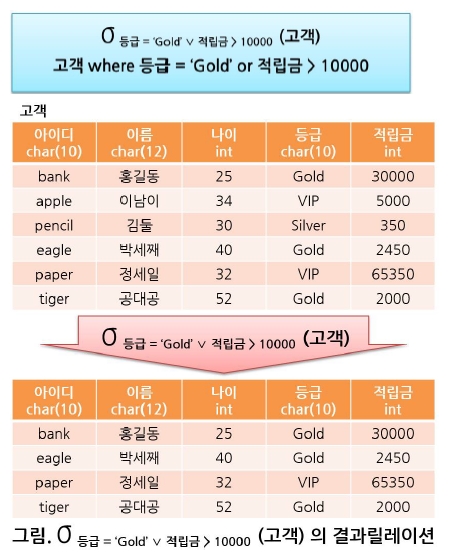 σ 등급 = ‘Gold’ ∨ 적립금 > 10000 (고객)
고객 where 등급 = ‘Gold’ or 적립금 > 10000
고객
아이디 이름 나이 등급 적립금
char(10) char(12) int char(10) int
bank 홍길동 25 Gold 30000
apple 이남이 34 VIP 5000
pencil 김둘 30 Silver 350
eagle 박세째 40 Gold 2450
paper 정세일 32 VIP 65350
tiger 공대공 52 Gold 2000
σ 등급 = ‘Gold’ ∨ 적립금 > 10000 (고객)
아이디 이름 나이 등급 적립금
char(10) char(12) int char(10) int
bank 홍길동 25 Gold 30000
eagle 박세째 40 Gold 2450
paper 정세일 32 VIP 65350
tiger 공대공 52 Gold 2000
그림. σ 등급 = ‘Gold’ ∨ 적립금 > 10000 (고객) 의 결과릴레이션